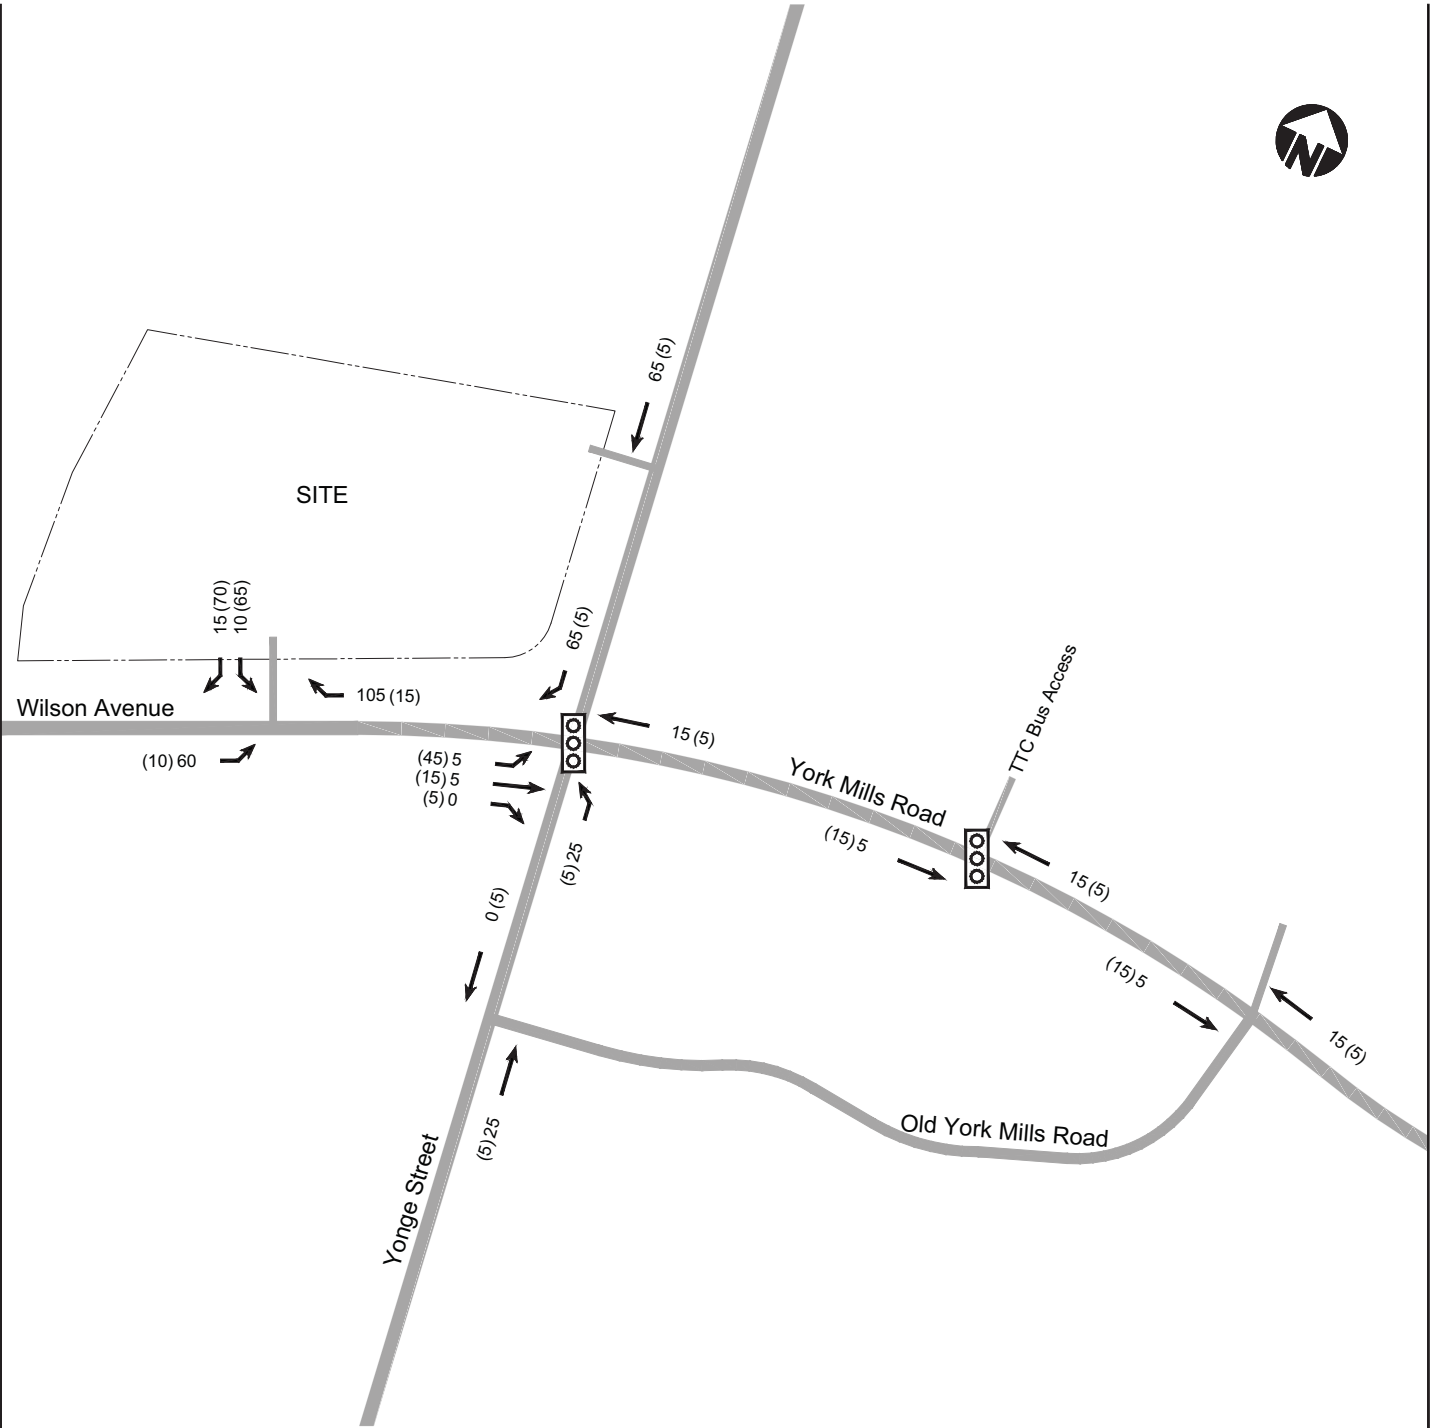 N
65 (5)
SITE
15 (70)
10 (65)
65 (5)
105 (15)
Wilson Avenue
(10) 60
(45) 5
(15) 5
(5) 0
15 (5)
TTC Bus Access
York Mills Road
(15) 5
(5) 25
15 (5)
0 (5)
(15) 5
15 (5)
(5) 25
Old York Mills Road
Yonge Street